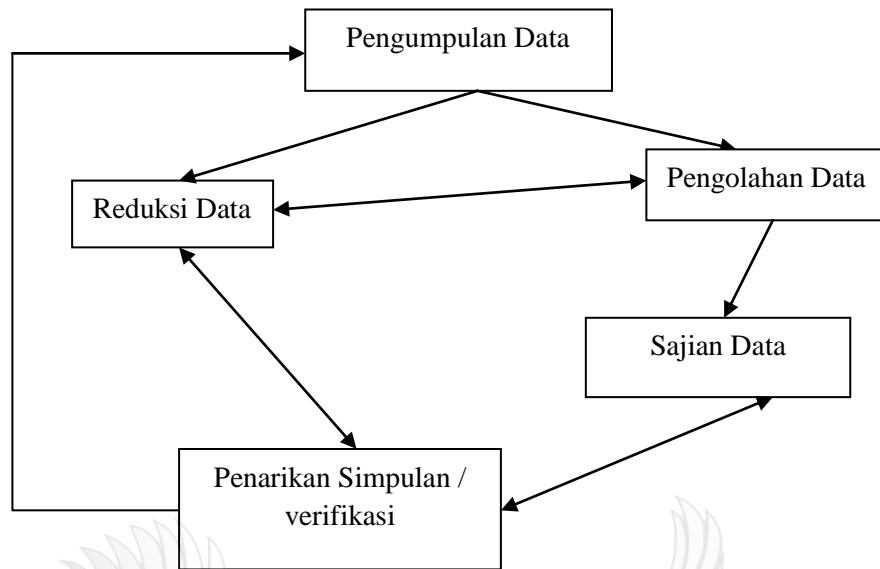 Pengumpulan Data
Pengolahan Data
Reduksi Data
Sajian Data
Penarikan Simpulan /
verifikasi